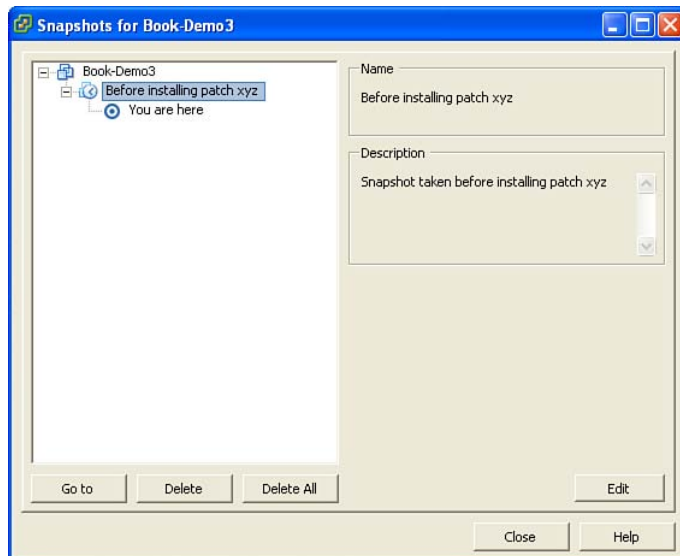 Snapshots for Book-Demo3
Book-Demo3
Before installing patch xyz
You are here
Name
Before installing patch xyz
Description
Snapshot taken before installing patch xyz
Go to
Delete
Delete All
Edit
Close
Help